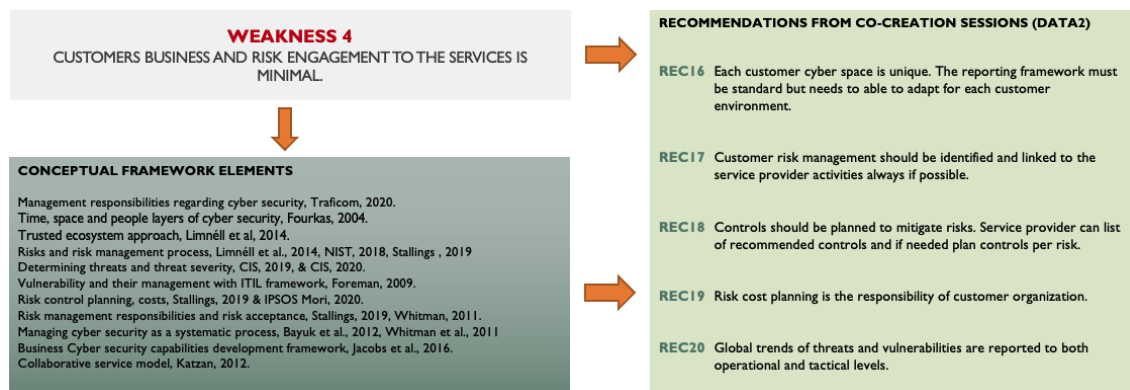 WEAKNESS 4
CUSTOMERS BUSINESS AND RISK ENGAGEMENT TO THE SERVICES IS
MINIMAL.
CONCEPTUAL FRAMEWORK ELEMENTS
Management responsibilities regarding cyber security, Traficom, 2020.
Time, space and people layers of cyber security, Fourkas, 2004.
Trusted ecosystem approach, Limnéll et al, 2014.
Risks and risk management process, Limnéll et al., 2014, NIST, 2018, Stallings , 2019
Determining threats and threat severity, CIS, 2019, & CIS, 2020.
Vulnerability and their management with ITIL framework, Foreman, 2009.
Risk control planning, costs, Stallings, 2019 & IPSOS Mori, 2020.
Risk management responsibilities and risk acceptance, Stallings, 2019, Whitman, 2011.
Managing cyber security as a systematic process, Bayuk et al., 2012, Whitman et al., 2011
Business Cyber security capabilities development framework, Jacobs et al., 2016.
Collaborative service model, Katzan, 2012.
RECOMMENDATIONS FROM CO-CREATION SESSIONS (DATA2)
REC16 Each customer cyber space is unique. The reporting framework must
be standard but needs to able to adapt for each customer
environment.
REC17 Customer risk management should be identified and linked to the
service provider activities always if possible.
REC18 Controls should be planned to mitigate risks. Service provider can list
of recommended controls and if needed plan controls per risk.
REC19 Risk cost planning is the responsibility of customer organization.
REC20 Global trends of threats and vulnerabilities are reported to both
operational and tactical levels.